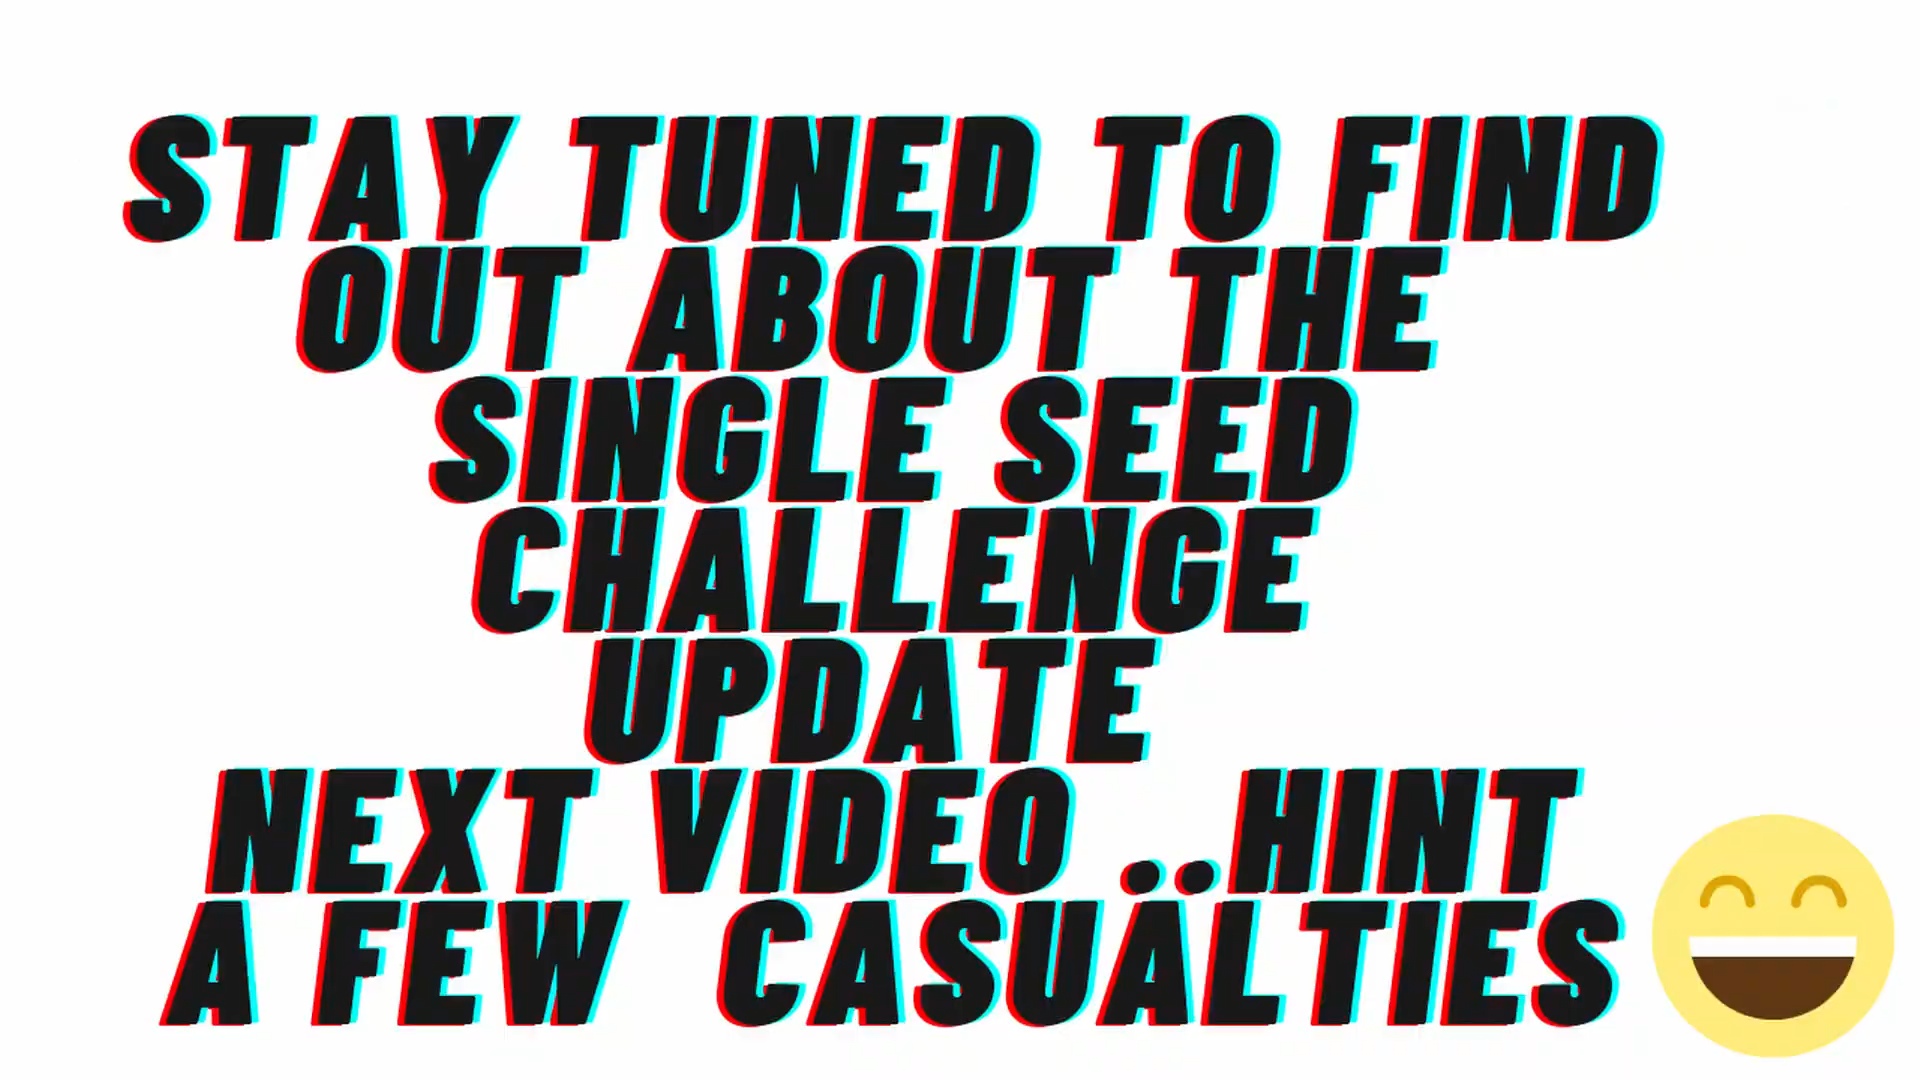 STAY TUNED TO FIND
OUT ABOUT THE
SINGLE SEED
CHALLENGE
UPDATE
NEXT VIDEO ..HINT
A FEW CASUALTIES